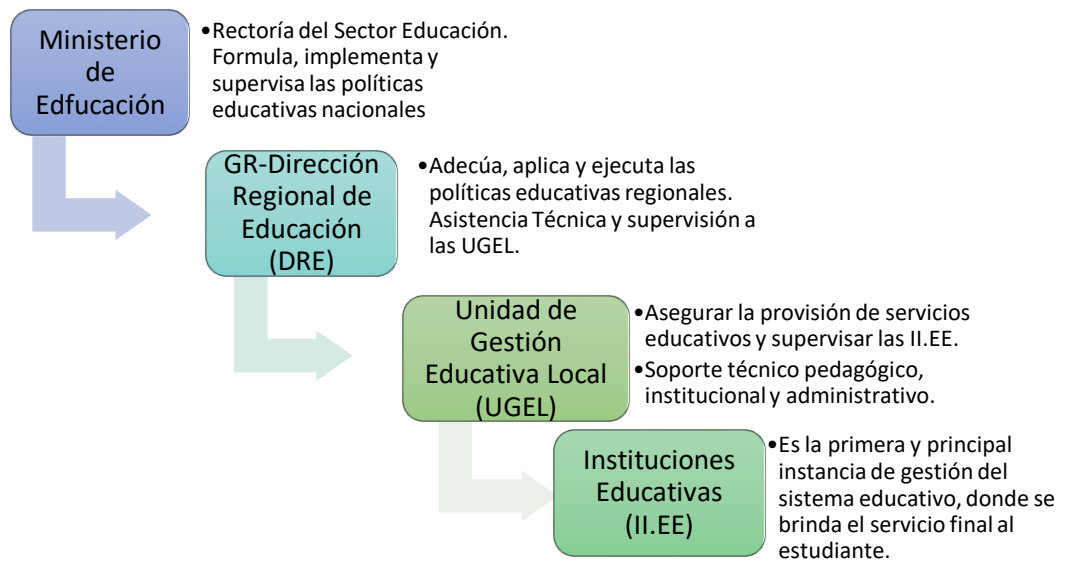 Ministerio
de
Edfucación
•Rectoría del Sector Educación.
Formula, implementa y
supervisa las políticas
educativas nacionales
GR-Dirección
Regional de
Educación
(DRE)
•Adecúa, aplica y ejecuta las
políticas educativas regionales.
Asistencia Técnica y supervisión a
las UGEL.
Unidad de
Gestión
Educativa Local
(UGEL)
•Asegurar la provisión de servicios
educativos y supervisar las II.EE.
•Soporte técnico pedagógico,
institucional y administrativo.
Instituciones
Educativas
(II.EE)
•Es la primera y principal
instancia de gestión del
sistema educativo, donde se
brinda el servicio final al
estudiante.